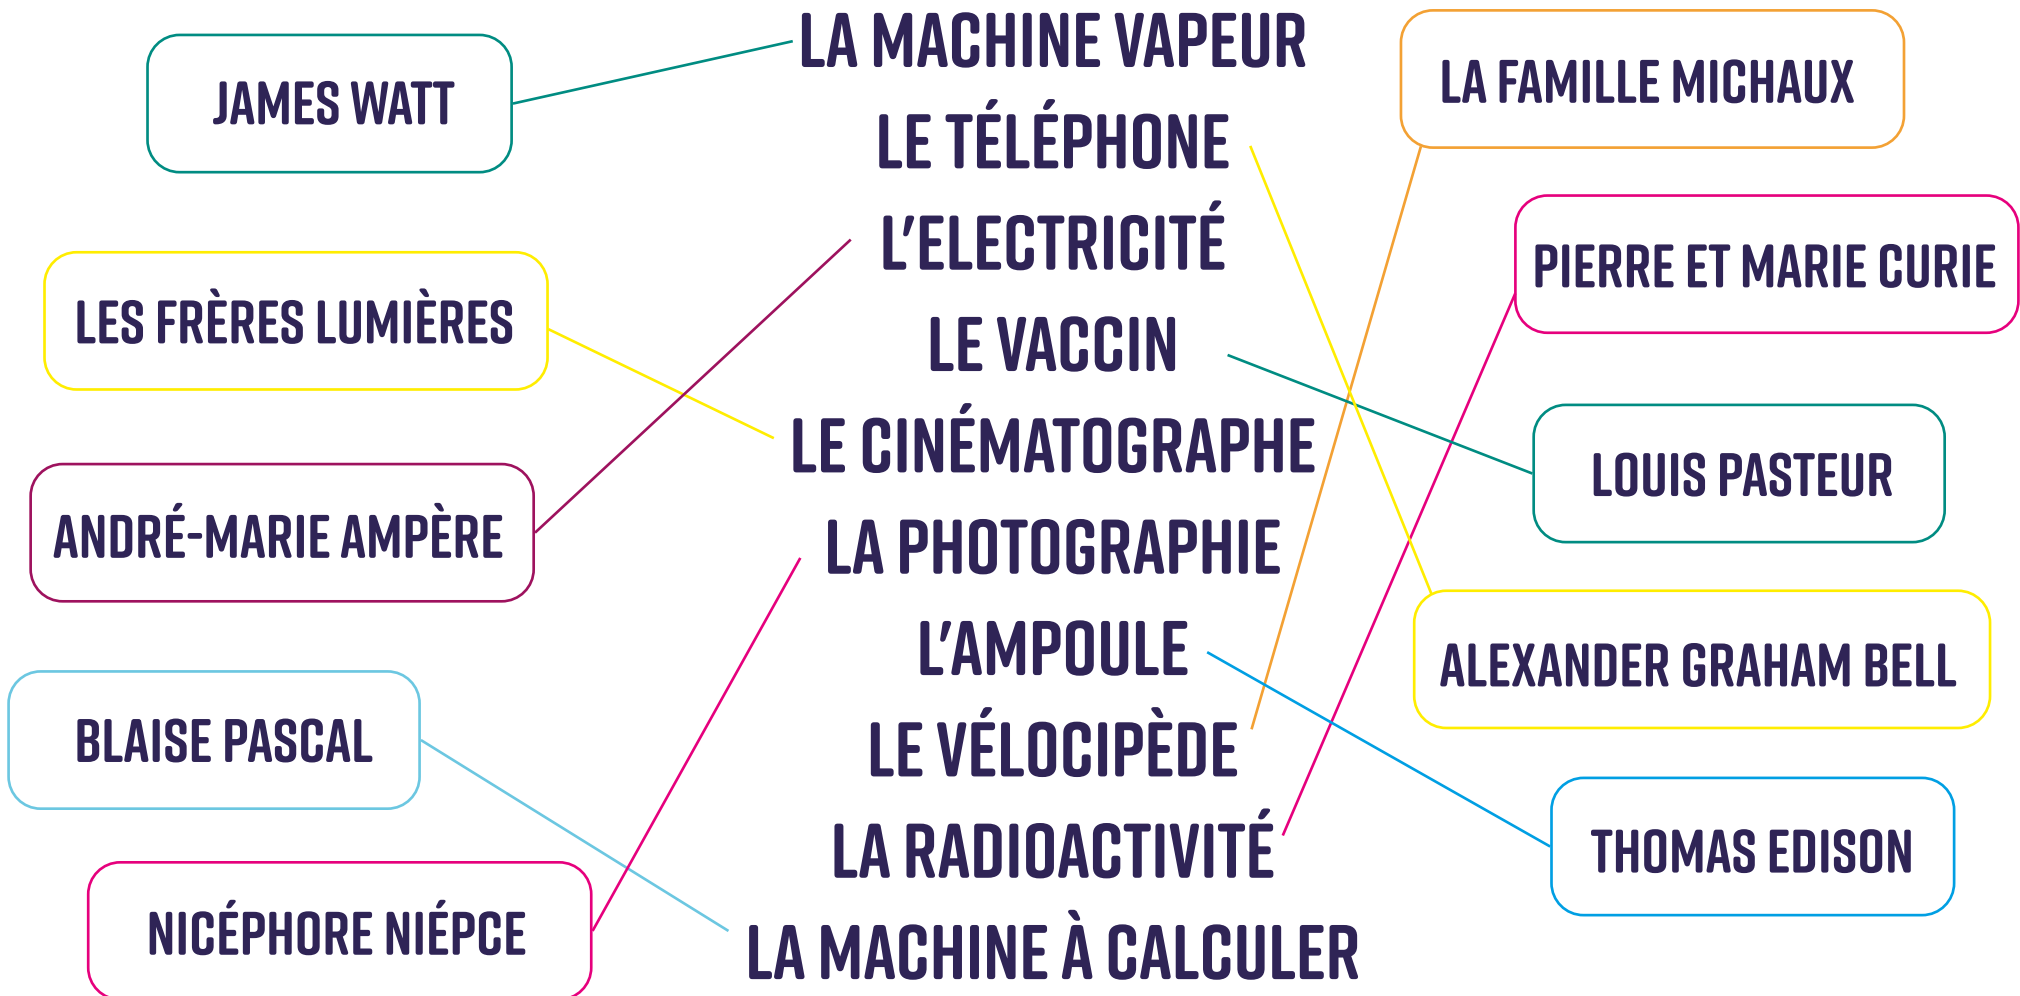 JAMES WATT
LES FRÈRES LUMIÈRES
ANDRÉ-MARIE AMPÈRE
BLAISE PASCAL
NICÉPHORE NIÉPCE
LA MACHINE VAPEUR
LE TÉLÉPHONE
L'ELECTRICITÉ
LE VACCIN
LE CINÉMATOGRAPHE
LA PHOTOGRAPHIE
L'AMPOULE
LE VÉLOCIPÈDE
LA RADIOACTIVITÉ
LA MACHINE À CALCULER
LA FAMILLE MICHAUX
PIERRE ET MARIE CURIE
LOUIS PASTEUR
ALEXANDER GRAHAM BELL
THOMAS EDISON